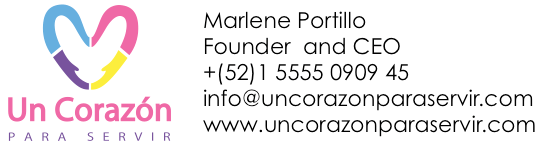 Un Corazón
PARA SERVIR
Marlene Portillo
Founder and CEO
+(52)1 5555 0909 45
info@uncorazonparaservir.com
www.uncorazonparaservir.com